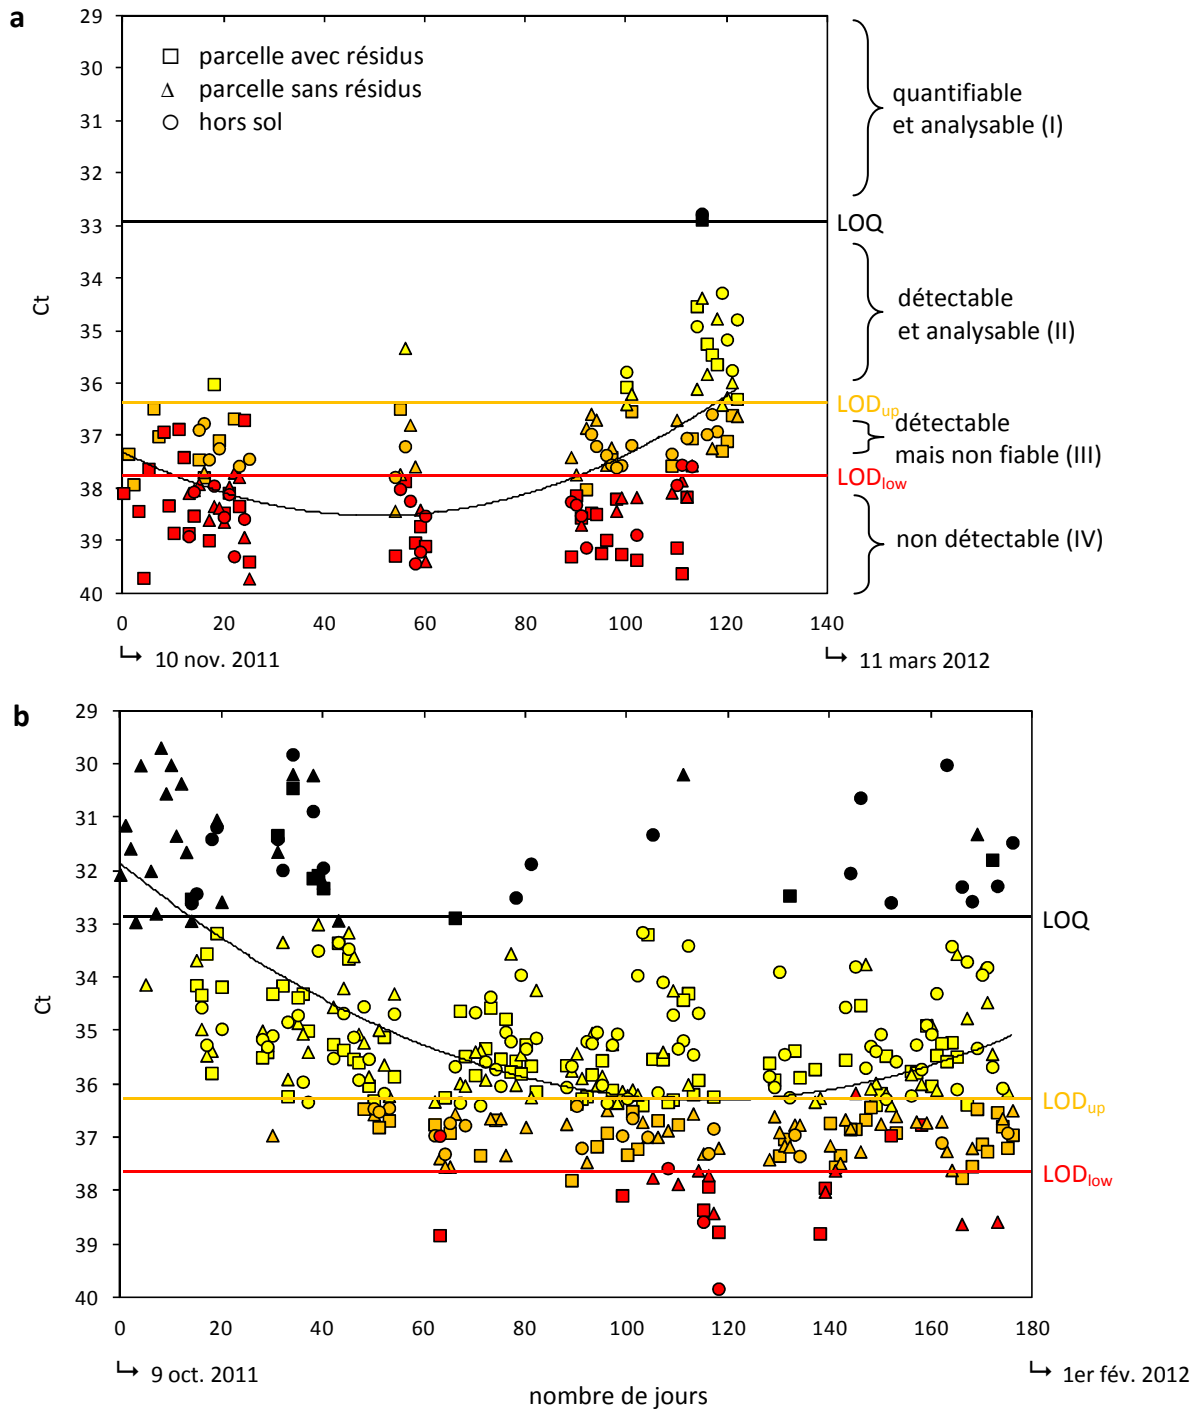 a
29
30
31
32
33
34
35
36
37
38
39
40
Ct
parcelle avec résidus
parcelle sans résidus
hors sol
quantifiable
et analysable (I)
LOQ
détectable
et analysable (II)
LODup
détectable
mais non fiable (III)
LODlow
non détectable (IV)
0 20 40 60 80 100 120 140
10 nov. 2011
11 mars 2012
b
29
30
31
32
33
34
35
36
37
38
39
40
Ct
LOQ
LODup
LODlow
0 20 40 60 80 100 120 140 160 180
9 oct. 2011
1er fév. 2012
nombre de jours